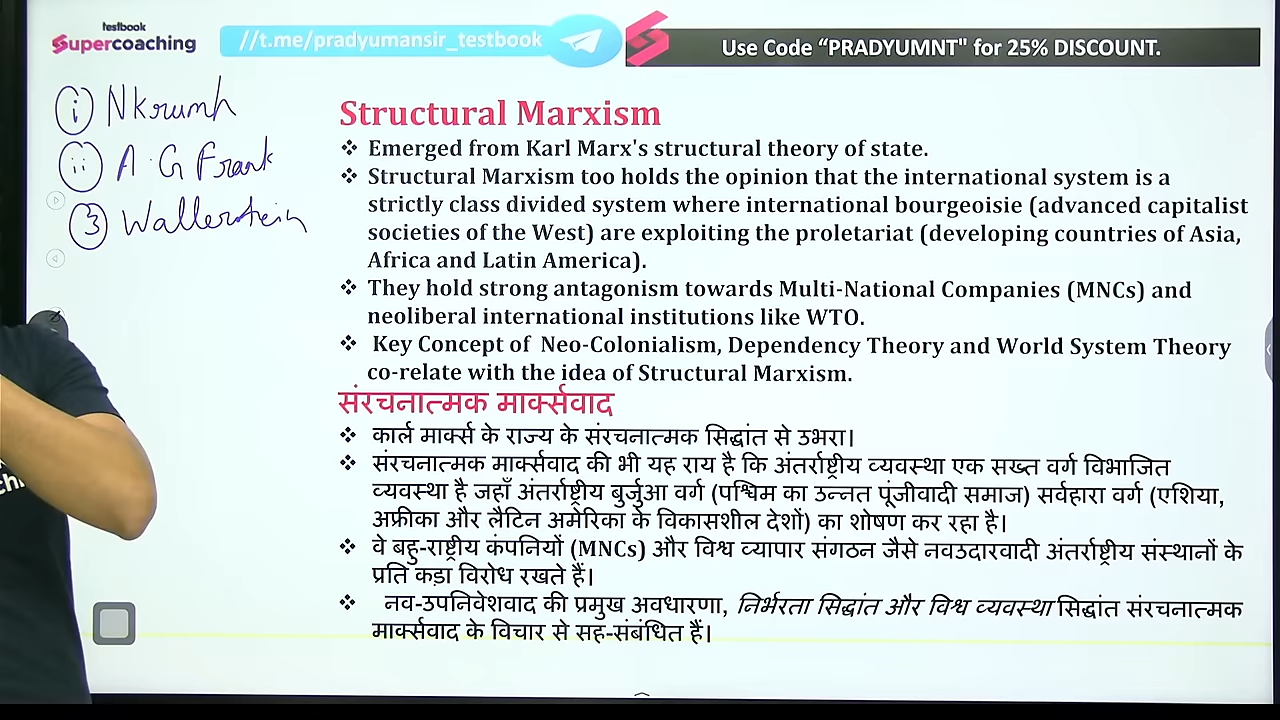 testbook
Supercoaching
//t.me/pradyumansir_testbook
Use Code “PRADYUMNT" for 25% DISCOUNT.
i Nkrumh
ii A. G Frank
3 Wallerstein
Structural Marxism
❖ Emerged from Karl Marx's structural theory of state.
❖ Structural Marxism too holds the opinion that the international system is a
strictly class divided system where international bourgeoisie (advanced capitalist
societies of the West) are exploiting the proletariat (developing countries of Asia,
Africa and Latin America).
❖ They hold strong antagonism towards Multi-National Companies (MNCs) and
neoliberal international institutions like WTO.
❖ Key Concept of Neo-Colonialism, Dependency Theory and World System Theory
co-relate with the idea of Structural Marxism.
संरचनात्मक मार्क्सवाद
❖ कार्ल मार्क्स के राज्य के संरचनात्मक सिद्धांत से उभरा।
❖ संरचनात्मक मार्क्सवाद की भी यह राय है कि अंतर्राष्ट्रीय व्यवस्था एक सख्त वर्ग विभाजित
व्यवस्था है जहाँ अंतर्राष्ट्रीय बुर्जुआ वर्ग (पश्चिम का उन्नत पूंजीवादी समाज) सर्वहारा वर्ग (एशिया,
अफ्रीका और लैटिन अमेरिका के विकासशील देशों) का शोषण कर रहा है।
❖ वे बहु-राष्ट्रीय कंपनियों (MNCs) और विश्व व्यापार संगठन जैसे नवउदारवादी अंतर्राष्ट्रीय संस्थानों के
प्रति कड़ा विरोध रखते हैं।
❖ नव-उपनिवेशवाद की प्रमुख अवधारणा, निर्भरता सिद्धांत और विश्व व्यवस्था सिद्धांत संरचनात्मक
मार्क्सवाद के विचार से सह-संबंधित हैं।